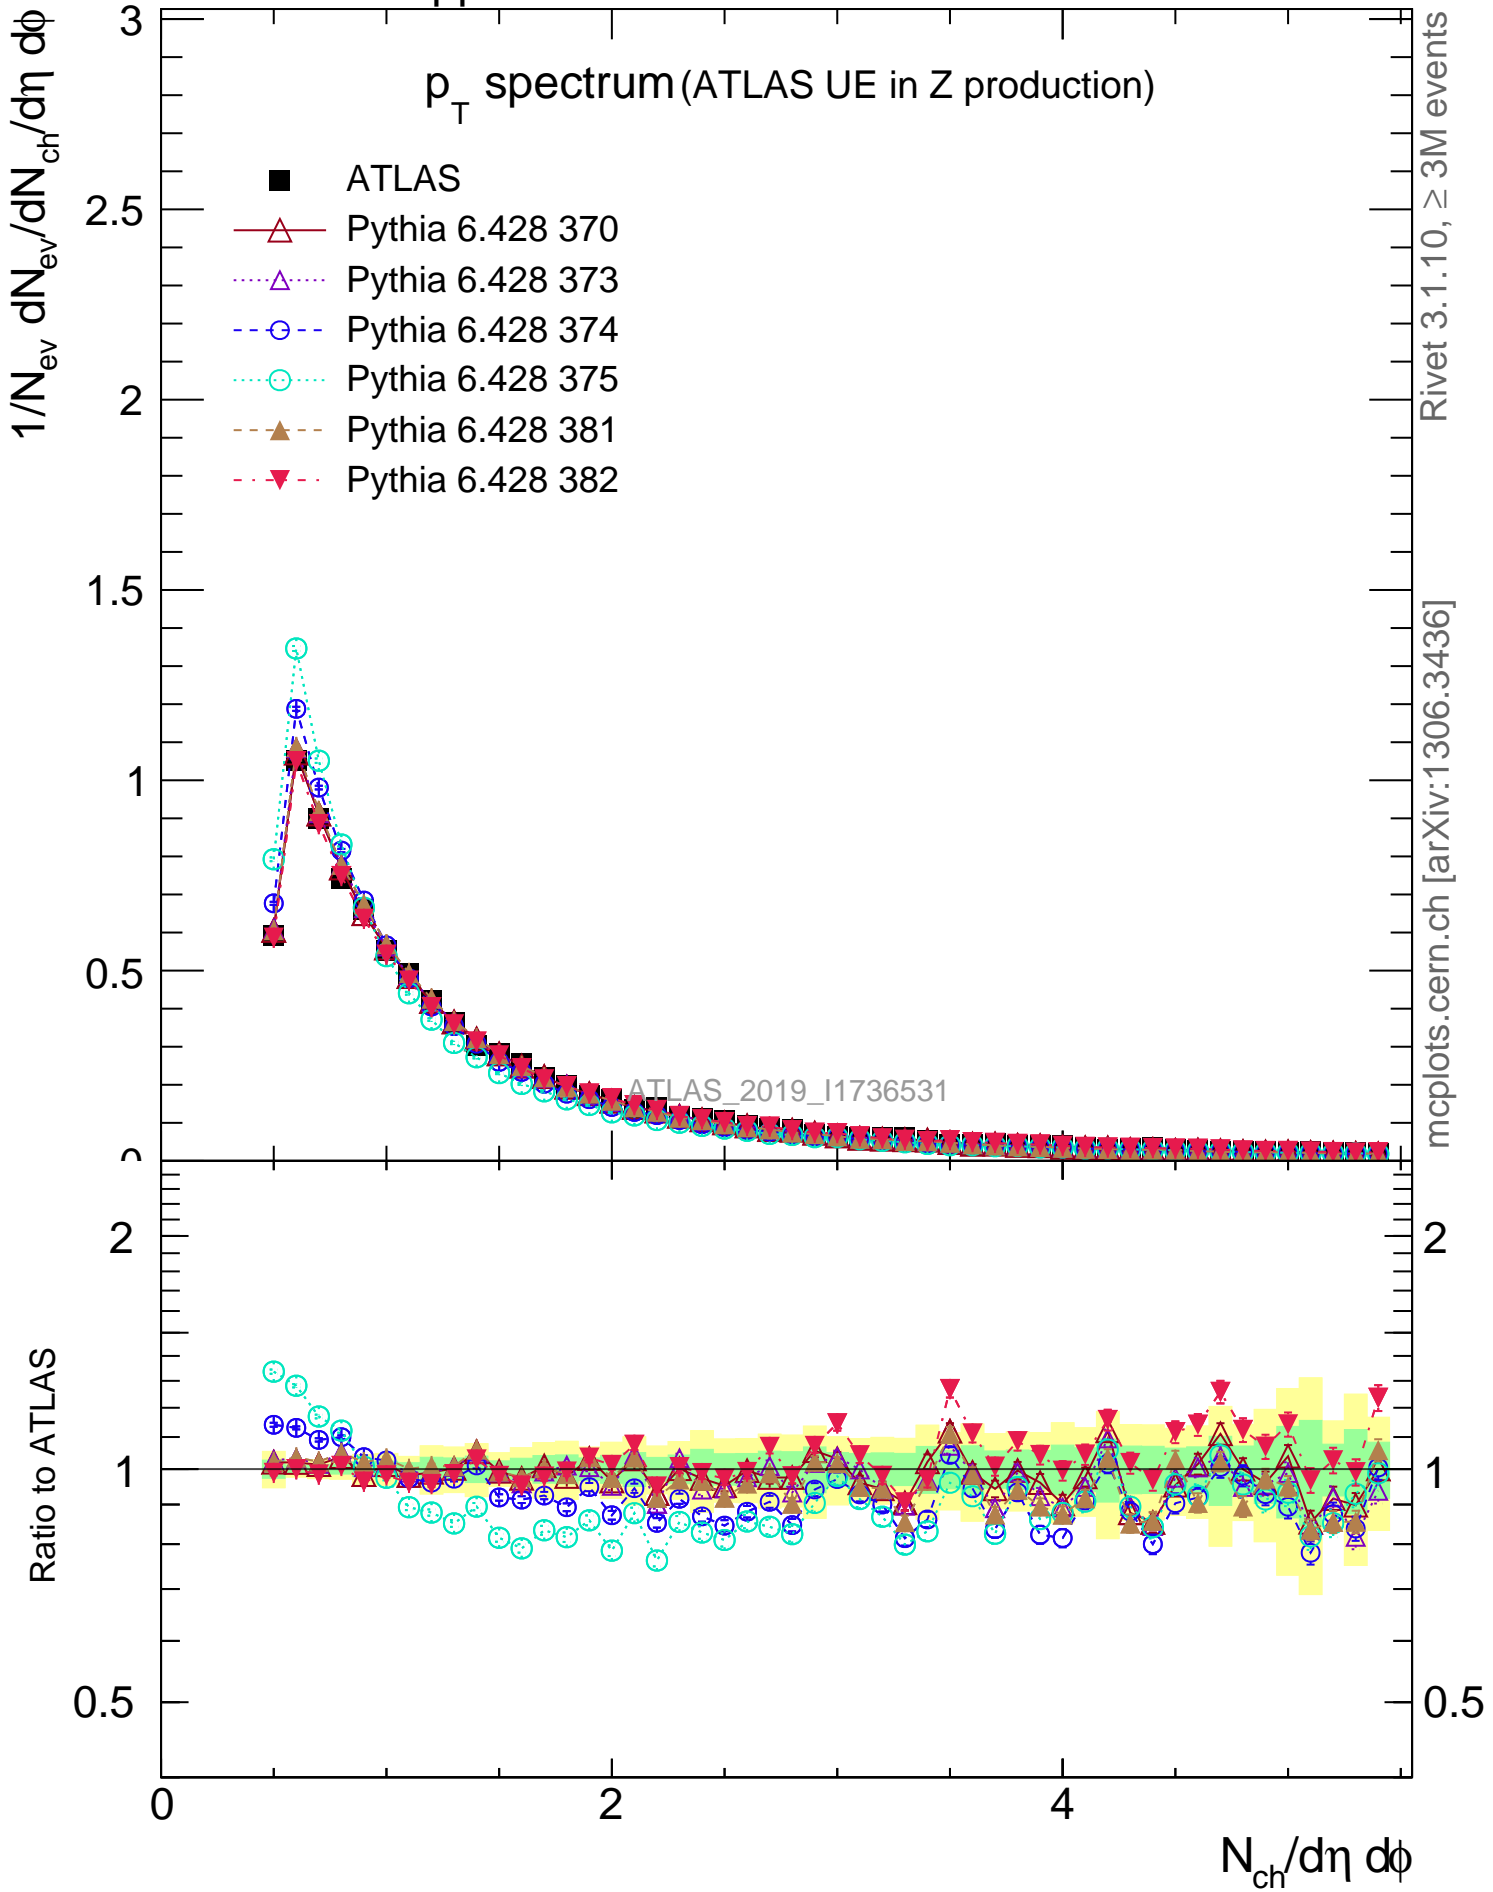 pp
1/N_ev dN_ev/dN_ch/dη dϕ
p_T spectrum (ATLAS UE in Z production)
ATLAS
Pythia 6.428 370
Pythia 6.428 373
Pythia 6.428 374
Pythia 6.428 375
Pythia 6.428 381
Pythia 6.428 382
3
2.5
2
1.5
1
0.5
0
ATLAS_2019_I1736531
Rivet 3.1.10, ≥ 3M events
mcplots.cern.ch [arXiv:1306.3436]
Ratio to ATLAS
2
1
0.5
2
1
0.5
0
2
4
N_ch/dη dϕ